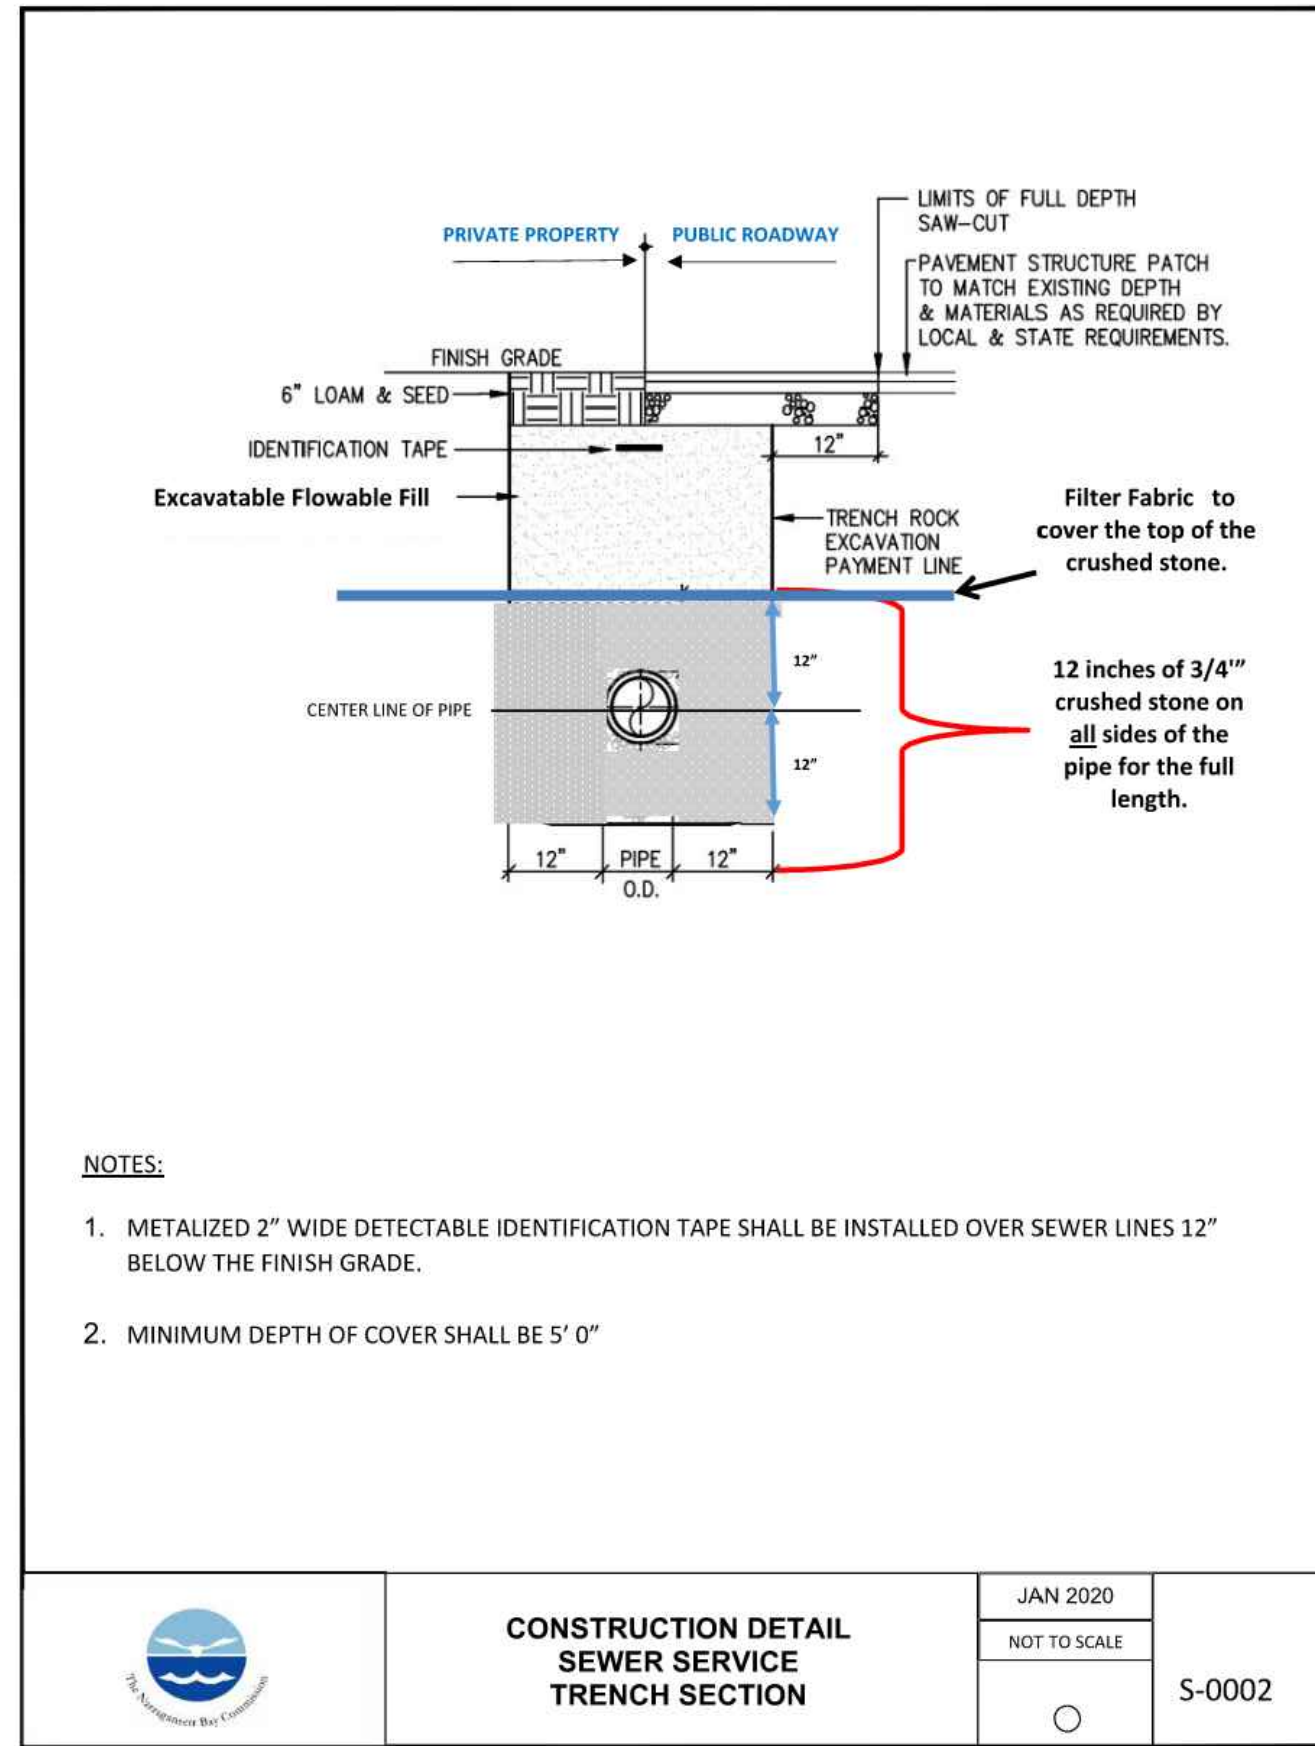 LIMITS OF FULL DEPTH
SAW-CUT
PRIVATE PROPERTY
PUBLIC ROADWAY
PAVEMENT STRUCTURE PATCH
TO MATCH EXISTING DEPTH
& MATERIALS AS REQUIRED BY
LOCAL & STATE REQUIREMENTS.
FINISH GRADE
6" LOAM & SEED
IDENTIFICATION TAPE
12"
Excavatable Flowable Fill
TRENCH ROCK
EXCAVATION
PAYMENT LINE
Filter Fabric to
cover the top of the
crushed stone.
12"
CENTER LINE OF PIPE
12"
12 inches of 3/4'"
crushed stone on
all sides of the
pipe for the full
length.
12"
PIPE
O.D.
12"
NOTES:
1. METALIZED 2" WIDE DETECTABLE IDENTIFICATION TAPE SHALL BE INSTALLED OVER SEWER LINES 12"
BELOW THE FINISH GRADE.
2. MINIMUM DEPTH OF COVER SHALL BE 5' 0"
The Narragansett Bay Commission
CONSTRUCTION DETAIL
SEWER SERVICE
TRENCH SECTION
JAN 2020
NOT TO SCALE
S-0002